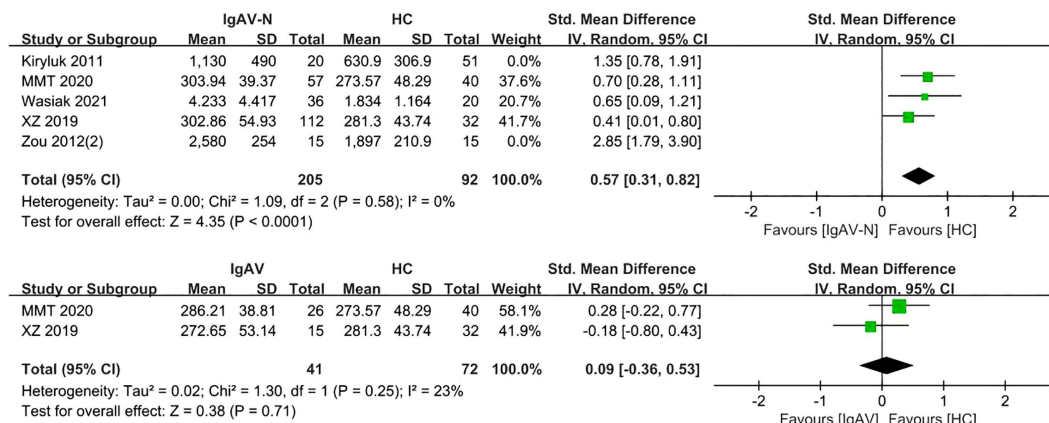 IgAV-N HC Std. Mean Difference Std. Mean Difference
Study or Subgroup Mean SD Total Mean SD Total Weight IV, Random, 95% CI IV, Random, 95% CI
Kiryluk 2011 1,130 490 20 630.9 306.9 51 0.0% 1.35 [0.78, 1.91]
MMT 2020 303.94 39.37 57 273.57 48.29 40 37.6% 0.70 [0.28, 1.11]
Wasiak 2021 4.233 4.417 36 1.834 1.164 20 20.7% 0.65 [0.09, 1.21]
XZ 2019 302.86 54.93 112 281.3 43.74 32 41.7% 0.41 [0.01, 0.80]
Zou 2012(2) 2,580 254 15 1,897 210.9 15 0.0% 2.85 [1.79, 3.90]
Total (95% CI) 205 92 100.0% 0.57 [0.31, 0.82]
Heterogeneity: Tau² = 0.00; Chi² = 1.09, df = 2 (P = 0.58); I² = 0%
Test for overall effect: Z = 4.35 (P < 0.0001)
-2 -1 0 1 2
Favours [IgAV-N] Favours [HC]
IgAV HC Std. Mean Difference Std. Mean Difference
Study or Subgroup Mean SD Total Mean SD Total Weight IV, Random, 95% CI IV, Random, 95% CI
MMT 2020 286.21 38.81 26 273.57 48.29 40 58.1% 0.28 [-0.22, 0.77]
XZ 2019 272.65 53.14 15 281.3 43.74 32 41.9% -0.18 [-0.80, 0.43]
Total (95% CI) 41 72 100.0% 0.09 [-0.36, 0.53]
Heterogeneity: Tau² = 0.02; Chi² = 1.30, df = 1 (P = 0.25); I² = 23%
Test for overall effect: Z = 0.38 (P = 0.71)
-2 -1 0 1 2
Favours [IgAV] Favours [HC]